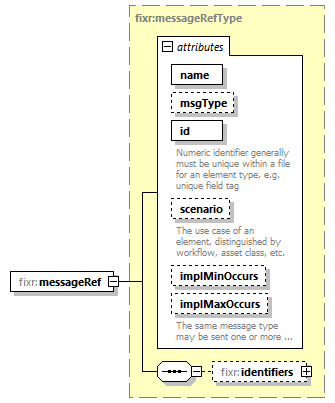 fixr:messageRefType
attributes
name
msgType
id
Numeric identifier generally
must be unique within a file
for an element type, e.g.
unique field tag
scenario
The use case of an
element, distinguished by
workflow, asset class, etc.
implMinOccurs
implMaxOccurs
The same message type
may be sent one or more ...
fixr:messageRef
fixr:identifiers